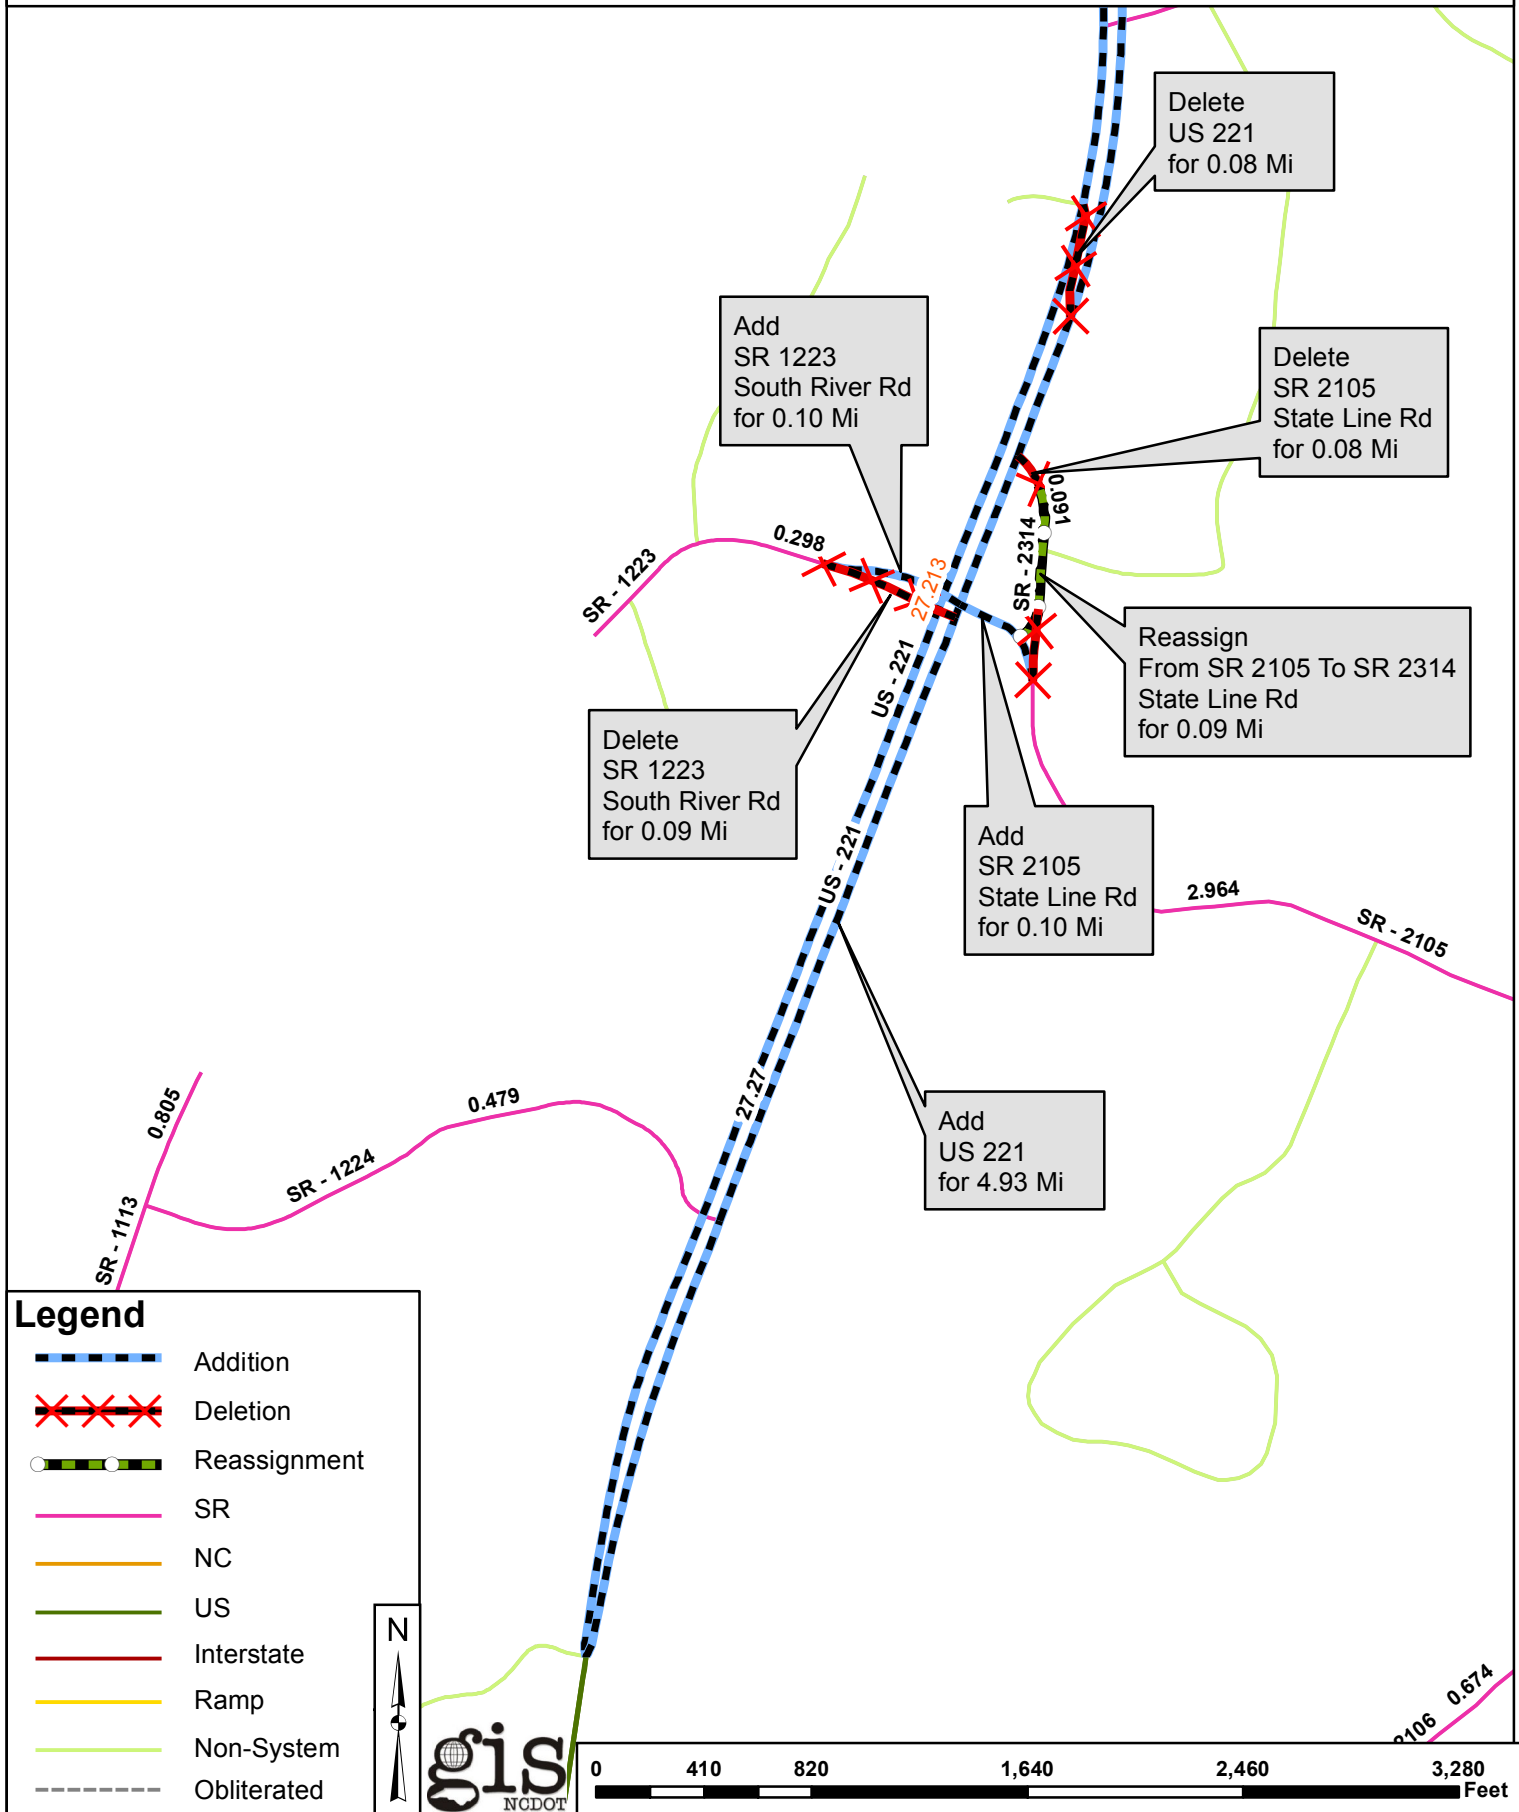 Delete
US 221
for 0.08 Mi
Add
SR 1223
South River Rd
for 0.10 Mi
Delete
SR 2105
State Line Rd
for 0.08 Mi
0.091
SR - 2314
0.298
SR - 1223
27.213
US - 221
Reassign
From SR 2105 To SR 2314
State Line Rd
for 0.09 Mi
Delete
SR 1223
South River Rd
for 0.09 Mi
Add
SR 2105
State Line Rd
for 0.10 Mi
US - 221
2.964
SR - 2105
27.27
Add
US 221
for 4.93 Mi
0.805
0.479
SR - 1224
SR - 1113
Legend
Addition
Deletion
Reassignment
SR
NC
US
Interstate
Ramp
Non-System
Obliterated
N
gis
NCDOT
0.674
2106
0 410 820 1,640 2,460 3,280
Feet